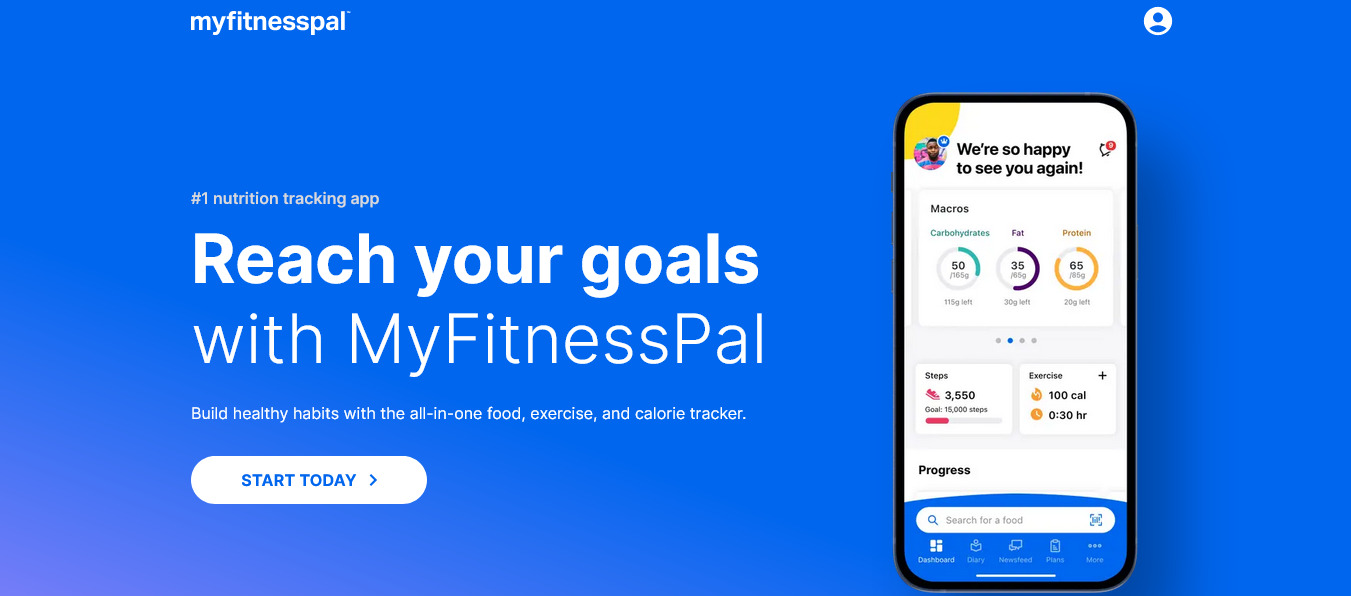 myfitnesspal
#1 nutrition tracking app
Reach your goals
with MyFitnessPal
Build healthy habits with the all-in-one food, exercise, and calorie tracker.
START TODAY
We're so happy
to see you again!
9
Macros
Carbohydrates Fat Protein
50 35 65
/165g /65g /85g
115g left 30g left 20g left
Steps
3,550
Goal: 15,000 steps
Exercise +
100 cal
0:30 hr
Progress
Search for a food
Dashboard Diary Newsfeed Plans More